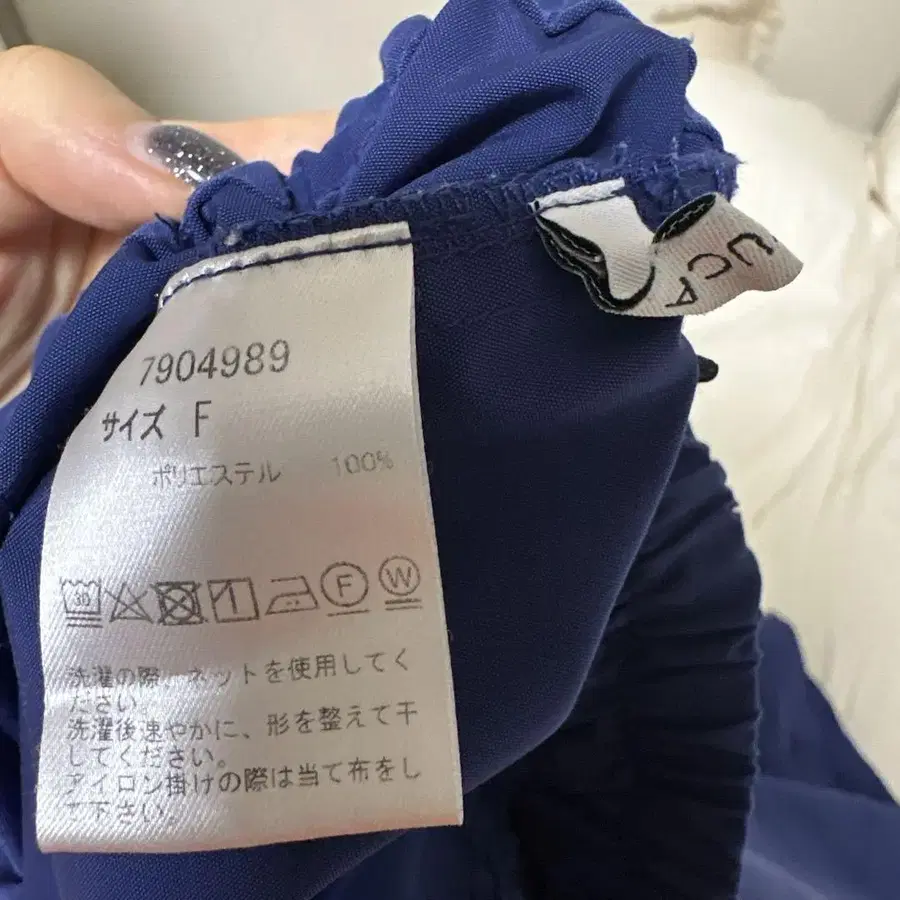 7904989
サイズ F
ポリエステル 100%
30 F W
洗濯の際、ネットを使用してく
ださい。
洗濯後速やかに、形を整えて干
してください。
アイロン掛けの際は当て布をし
て下さい。
UCA